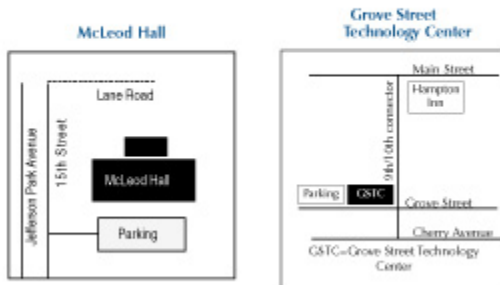 McLeod Hall
Lane Road
Jefferson Park Avenue
15th Street
McLeod Hall
Parking
Grove Street
Technology Center
Main Street
Hampton
Inn
9th/10th connector
Parking
GSTC
Grove Street
Cherry Avenue
GSTC=Grove Street Technology
Center